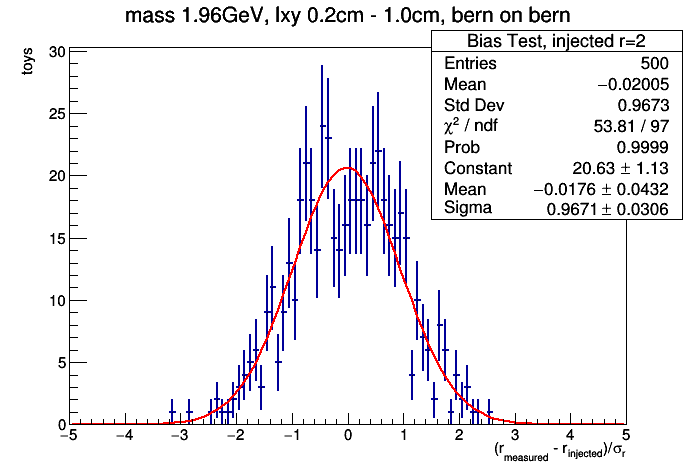 mass 1.96GeV, lxy 0.2cm - 1.0cm, bern on bern
Bias Test, injected r=2
Entries 500
Mean −0.02005
Std Dev 0.9673
χ² / ndf 53.81 / 97
Prob 0.9999
Constant 20.63 ± 1.13
Mean −0.0176 ± 0.0432
Sigma 0.9671 ± 0.0306
toys
30
25
20
15
10
5
0
−5 −4 −3 −2 −1 0 1 2 3 4 5
(r_measured - r_injected)/σ_r